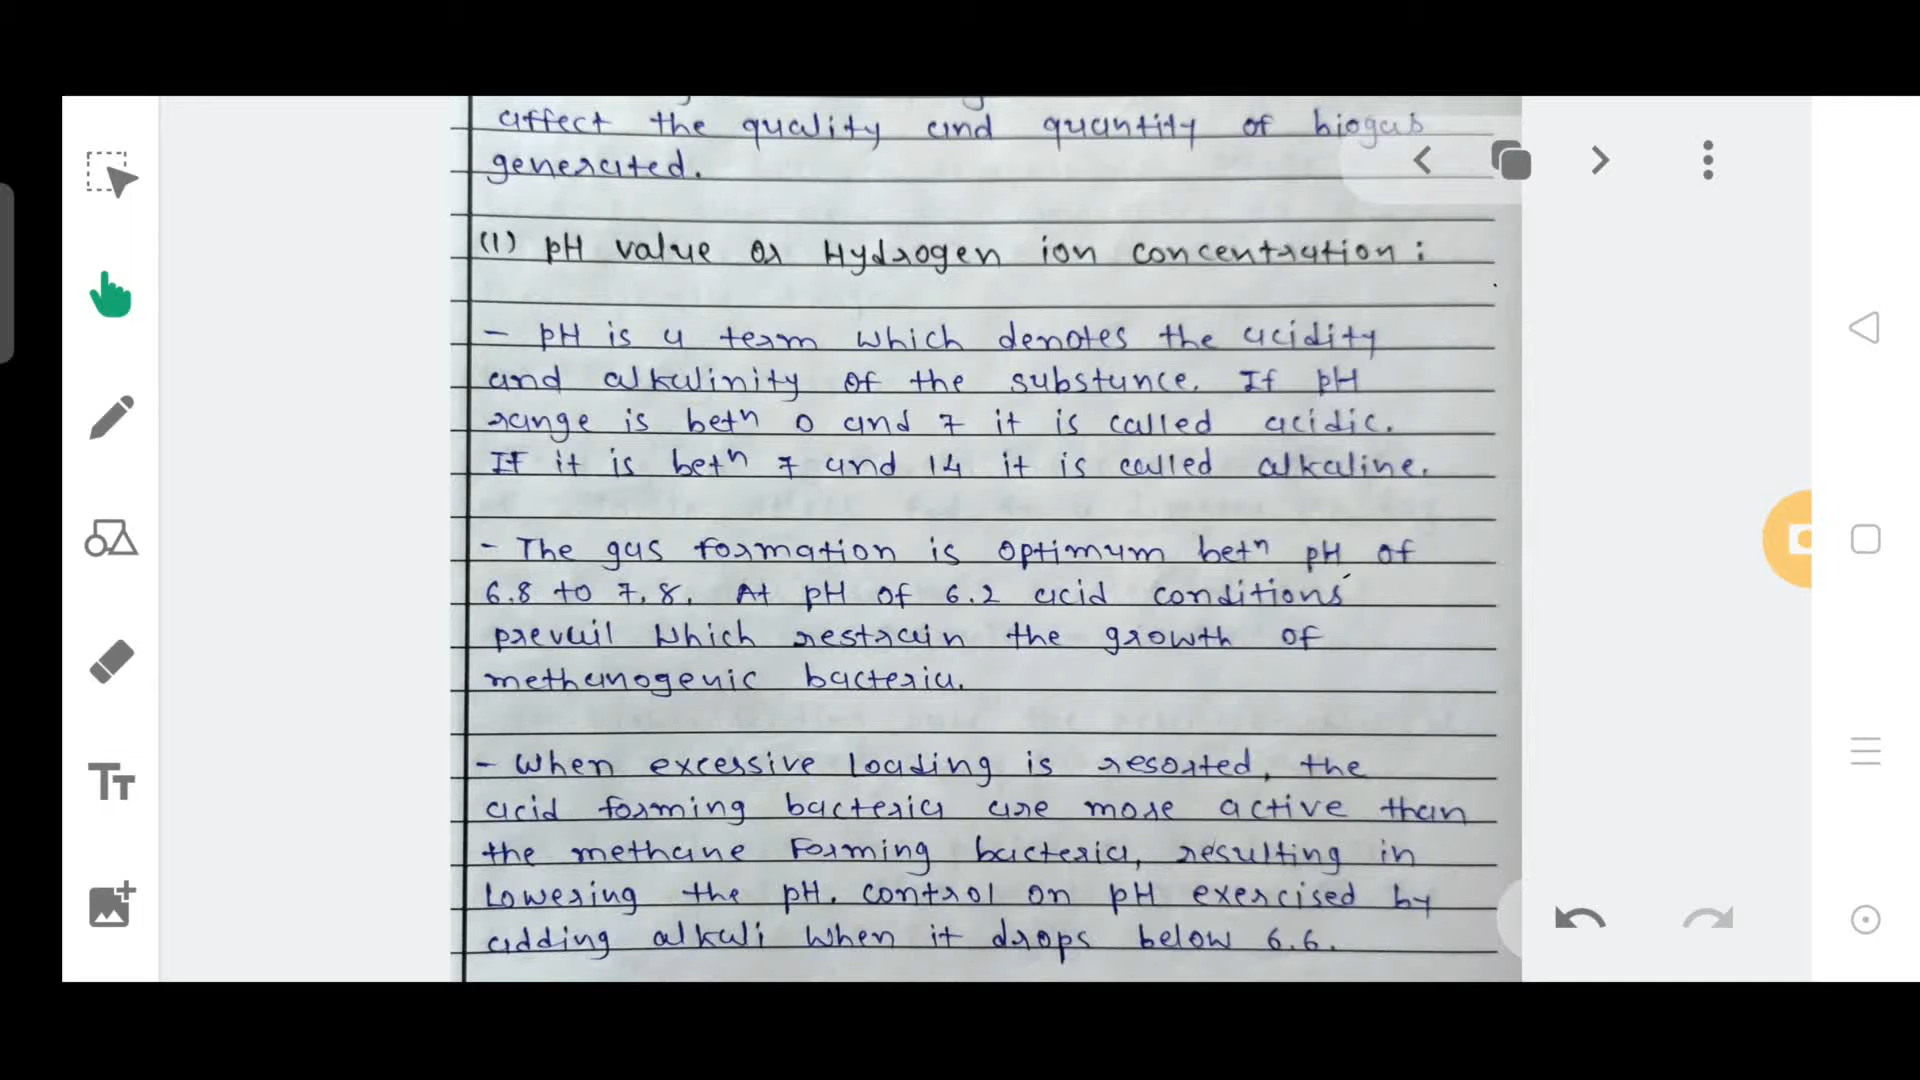 affect the quality and quantity of biogas
generated.
(1) pH value or Hydrogen ion concentration :
- pH is a term which denotes the acidity
and alkalinity of the substance. If pH
range is betn 0 and 7 it is called acidic.
If it is betn 7 and 14 it is called alkaline.
- The gas formation is optimum betn pH of
6.8 to 7.8. At pH of 6.2 acid conditions
prevail which restrain the growth of
methanogenic bacteria.
- When excessive loading is resorted, the
acid forming bacteria are more active than
the methane Forming bacteria, resulting in
Lowering the pH. control on pH exercised by
adding alkali when it drops below 6.6.
TT